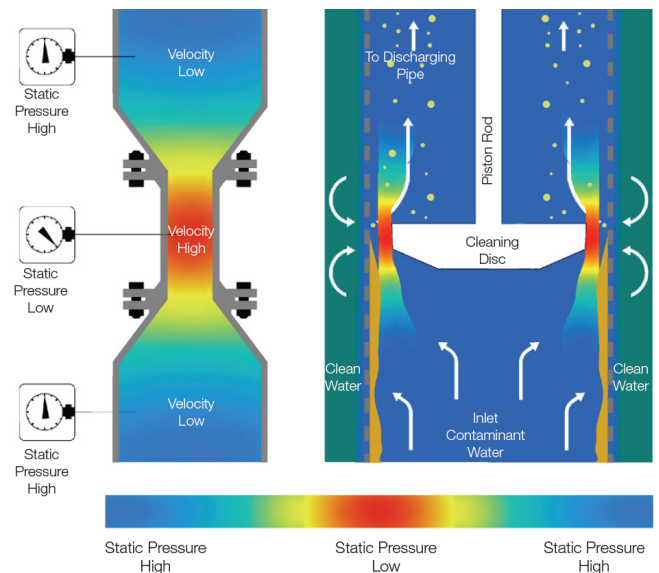 Velocity
Low
Static
Pressure
High
Velocity
High
Static
Pressure
Low
Velocity
Low
Static
Pressure
High
To Discharging
Pipe
Piston Rod
Cleaning
Disc
Clean
Water
Clean
Water
Inlet
Contaminant
Water
Static Pressure
High
Static Pressure
Low
Static Pressure
High